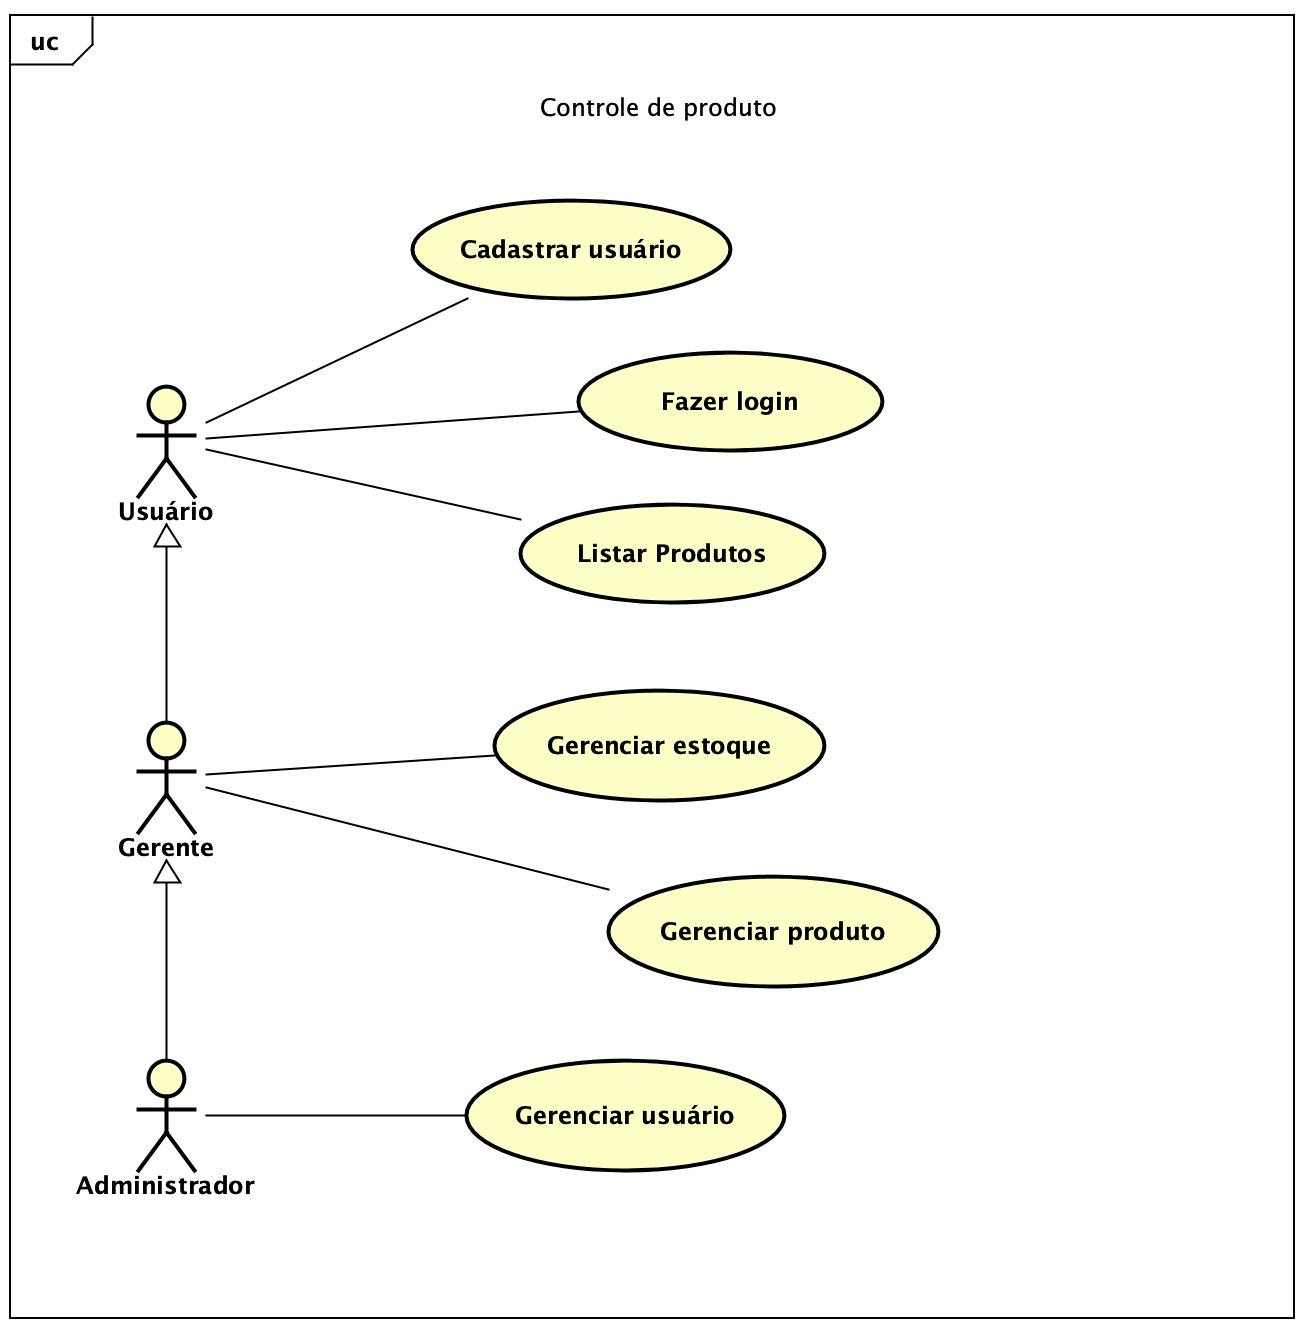 uc
Controle de produto
Cadastrar usuário
Fazer login
Usuário
Listar Produtos
Gerenciar estoque
Gerente
Gerenciar produto
Gerenciar usuário
Administrador